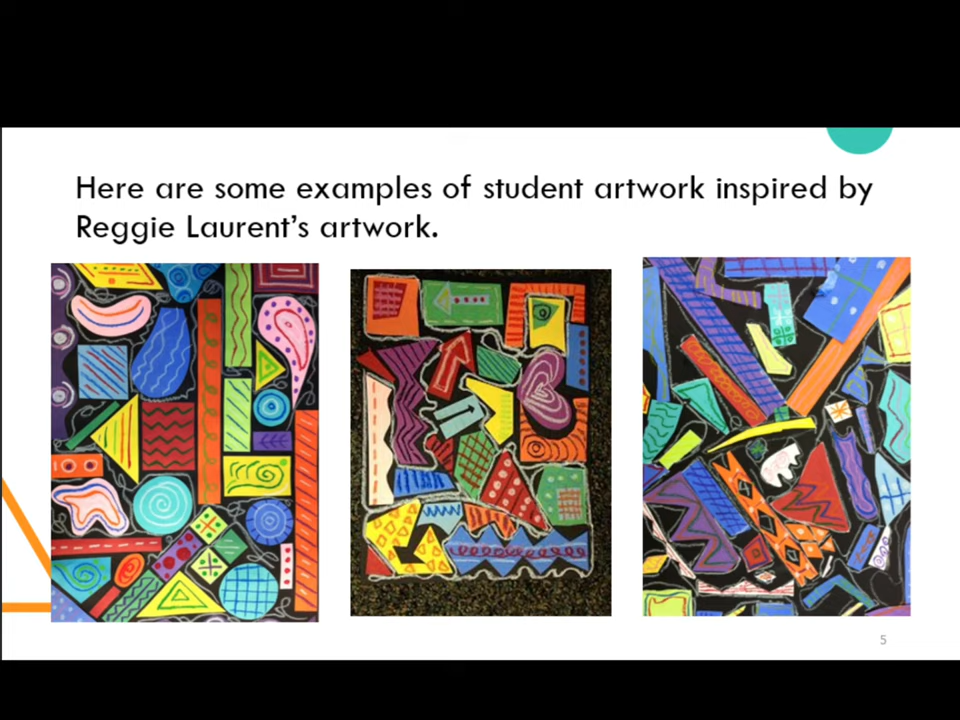 Here are some examples of student artwork inspired by
Reggie Laurent’s artwork.
5